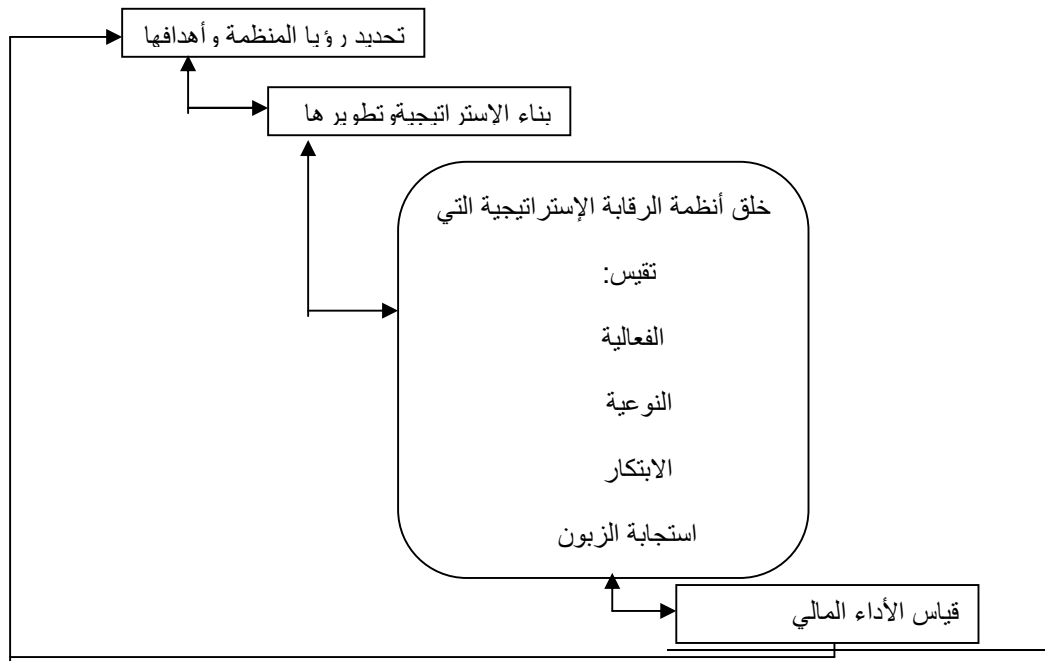 تحديد رؤيا المنظمة وأهدافها
بناء الإستراتيجية وتطويرها
خلق أنظمة الرقابة الإستراتيجية التي
تقيس:
الفعالية
النوعية
الابتكار
استجابة الزبون
قياس الأداء المالي